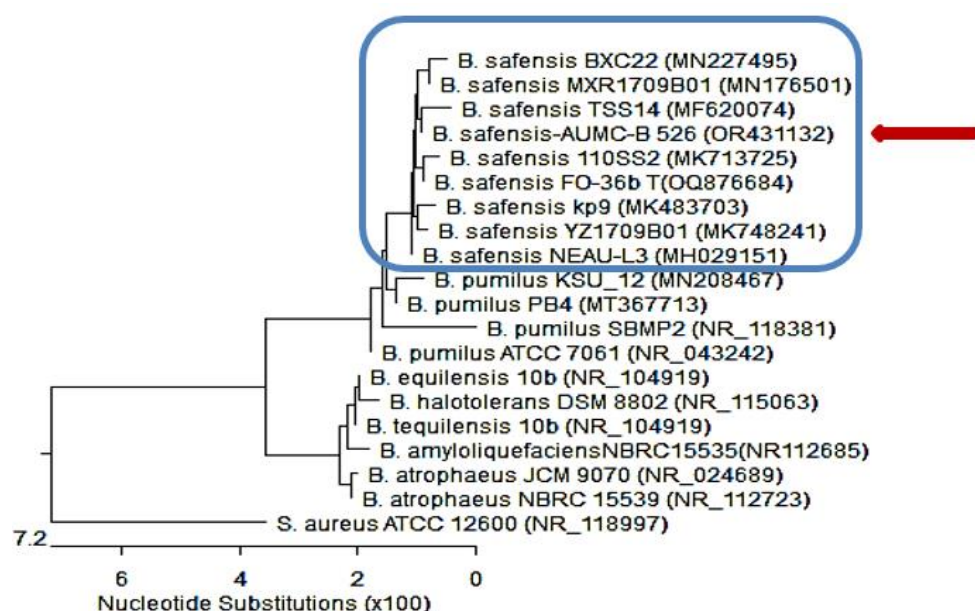 B. safensis BXC22 (MN227495)
B. safensis MXR1709B01 (MN176501)
B. safensis TSS14 (MF620074)
B. safensis-AUMC-B 526 (OR431132)
B. safensis 110SS2 (MK713725)
B. safensis FO-36b T(OQ876684)
B. safensis kp9 (MK483703)
B. safensis YZ1709B01 (MK748241)
B. safensis NEAU-L3 (MH029151)
B. pumilus KSU_12 (MN208467)
B. pumilus PB4 (MT367713)
B. pumilus SBMP2 (NR_118381)
B. pumilus ATCC 7061 (NR_043242)
B. equilensis 10b (NR_104919)
B. halotolerans DSM 8802 (NR_115063)
B. tequilensis 10b (NR_104919)
B. amyloliquefaciensNBRC15535(NR112685)
B. atrophaeus JCM 9070 (NR_024689)
B. atrophaeus NBRC 15539 (NR_112723)
S. aureus ATCC 12600 (NR_118997)
7.2
6 4 2 0
Nucleotide Substitutions (x100)